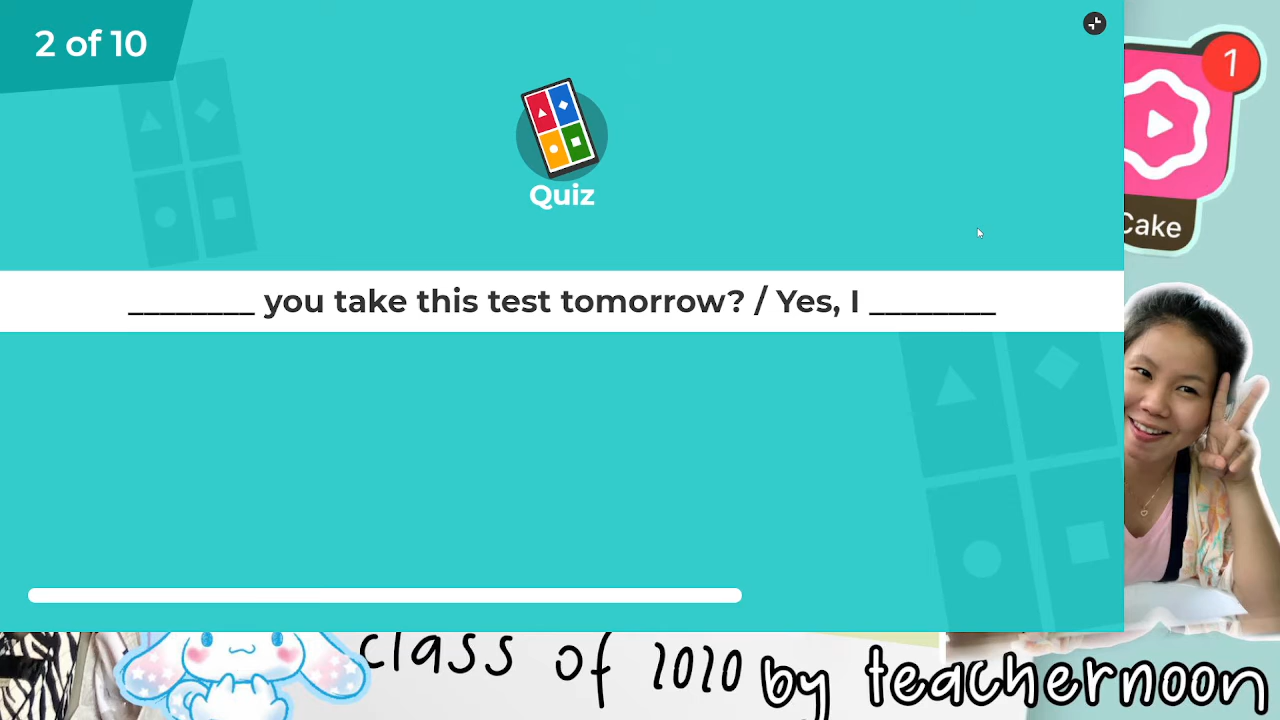 2 of 10
Quiz
________ you take this test tomorrow? / Yes, I ________
1
Cake
class of 2020 by teachernoon